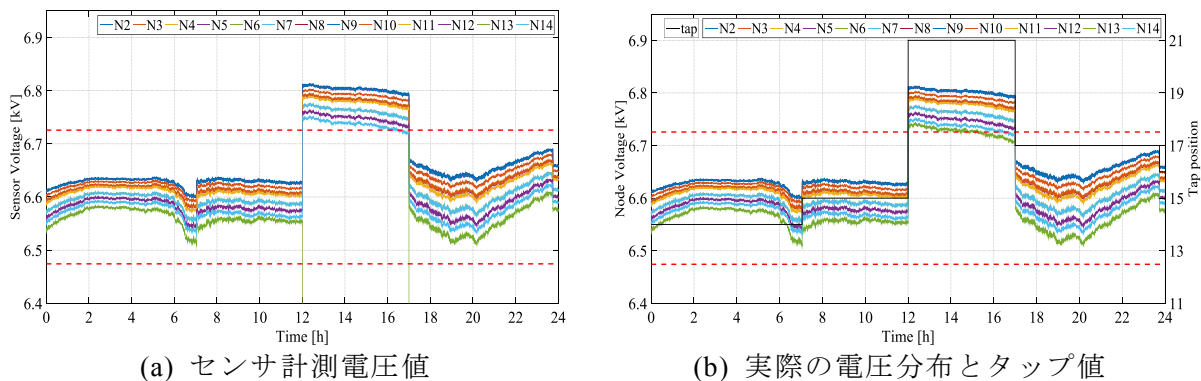 N2 N3 N4 N5 N6 N7 N8 N9 N10 N11 N12 N13 N14
6.9
6.8
6.7
6.6
6.5
6.4
Sensor Voltage [kV]
0 2 4 6 8 10 12 14 16 18 20 22 24
Time [h]
(a) センサ計測電圧値
tap N2 N3 N4 N5 N6 N7 N8 N9 N10 N11 N12 N13 N14
6.9
6.8
6.7
6.6
6.5
6.4
Node Voltage [kV]
21
19
17
15
13
11
Tap position
0 2 4 6 8 10 12 14 16 18 20 22 24
Time [h]
(b) 実際の電圧分布とタップ値